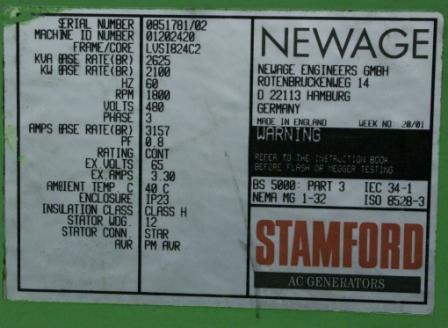 SERIAL NUMBER 0851781/02
MACHINE ID NUMBER 01202420
FRAME/CORE LVSI824C2
KVA BASE RATE(BR) 2625
KW BASE RATE(BR) 2100
HZ 60
RPM 1800
VOLTS 480
PHASE 3
AMPS BASE RATE(BR) 3157
PF 0.8
RATING CONT
EX.VOLTS 65
EX.AMPS 3.30
AMBIENT TEMP. C 40 C
ENCLOSURE IP23
INSULATION CLASS CLASS H
STATOR WDG. 12
STATOR CONN. STAR
AVR PM AVR
NEWAGE
NEWAGE ENGINEERS GMBH
ROTENBRUCKENWEG 14
D 22113 HAMBURG
GERMANY
MADE IN ENGLAND WEEK NO 20/01
WARNING
REFER TO THE INSTRUCTION BOOK
BEFORE FLASH OR MEGGER TESTING
BS 5000: PART 3 IEC 34-1
NEMA MG 1-32 ISO 8528-3
STAMFORD
AC GENERATORS